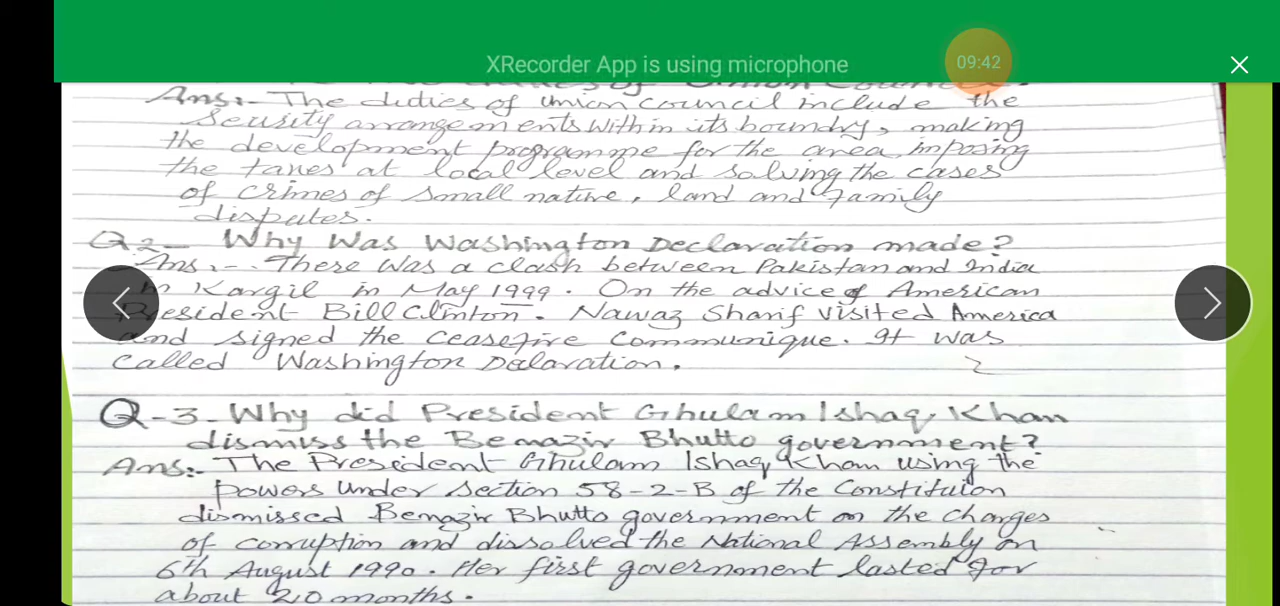 XRecorder App is using microphone
09:42
Ans:- The duties of union council include the
security arrangements within its boundry, making
the development programme for the area, imposing
the taxes at local level and solving the cases
of crimes of small native, land and Family
disputes.
Q 2- Why Was Washington Declaration made?
Ans:-. There was a clash between Pakistan and India
in Kargil in May 1999. On the advice of American
President Bill Clinton. Nawaz Sharif visited America
and signed the ceasefire Communique. It was
called Washington Dclaration.
2
Q-3- Why did President Ghulam Ishaq Khan
dismiss the Benazir Bhutto government?
Ans:- The President Ghulam Ishaq Kham using the
powers under Section 58-2-B of the Constitution
dismissed Benazir Bhutto government on the charges
of corruption and dissolved the National Assembly on
6th August 1990. Her first government lasted for
about 20 months.